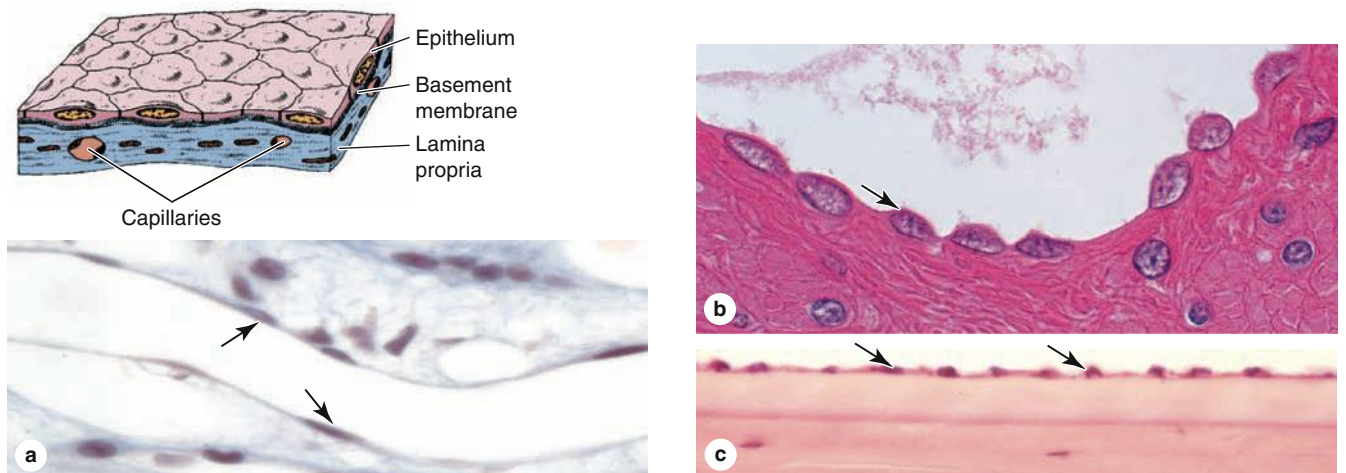 Epithelium
Basement
membrane
Lamina
propria
Capillaries
a
b
c